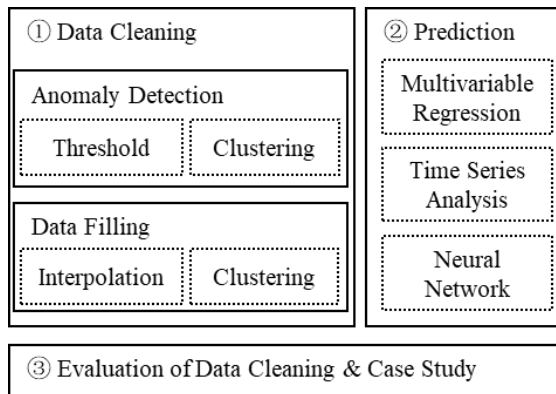 ① Data Cleaning
Anomaly Detection
Threshold
Clustering
Data Filling
Interpolation
Clustering
② Prediction
Multivariable
Regression
Time Series
Analysis
Neural
Network
③ Evaluation of Data Cleaning & Case Study